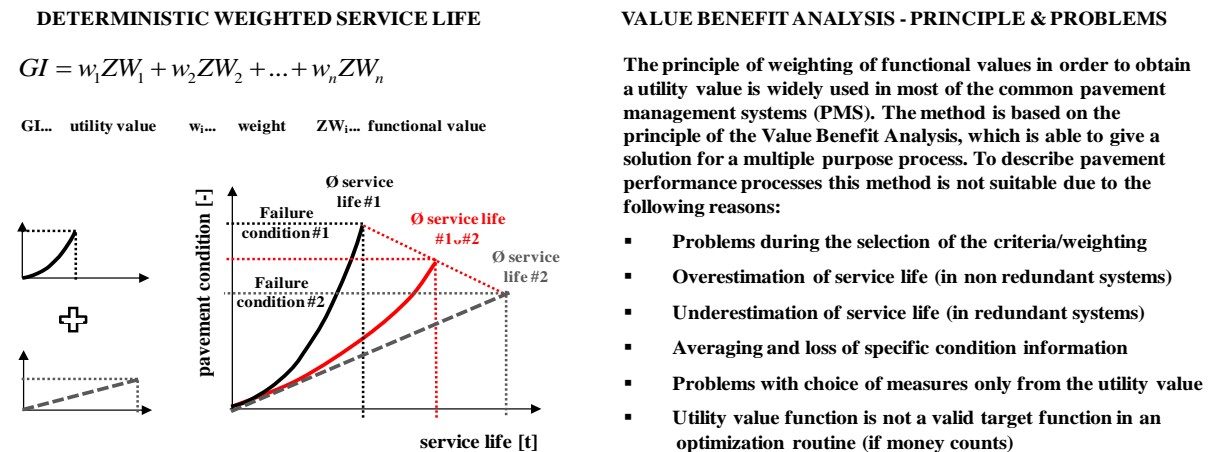 DETERMINISTIC WEIGHTED SERVICE LIFE
GI = w₁ZW₁ + w₂ZW₂ + ... + wₙZWₙ
GI... utility value wᵢ... weight ZWᵢ... functional value
pavement condition [-]
Ø service
life #1
Failure
condition #1
Ø service life
#1∪#2
Ø service
life #2
Failure
condition #2
service life [t]
VALUE BENEFIT ANALYSIS - PRINCIPLE & PROBLEMS
The principle of weighting of functional values in order to obtain
a utility value is widely used in most of the common pavement
management systems (PMS). The method is based on the
principle of the Value Benefit Analysis, which is able to give a
solution for a multiple purpose process. To describe pavement
performance processes this method is not suitable due to the
following reasons:
▪ Problems during the selection of the criteria/weighting
▪ Overestimation of service life (in non redundant systems)
▪ Underestimation of service life (in redundant systems)
▪ Averaging and loss of specific condition information
▪ Problems with choice of measures only from the utility value
▪ Utility value function is not a valid target function in an
optimization routine (if money counts)